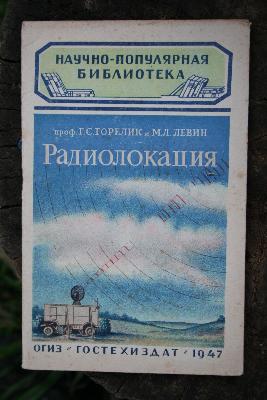 НАУЧНО-ПОПУЛЯРНАЯ
БИБЛИОТЕКА
проф. Г.С. ГОРЕЛИК и М.Л. ЛЕВИН
Радиолокация
ОГИЗ • ГОСТЕХИЗДАТ • 1947